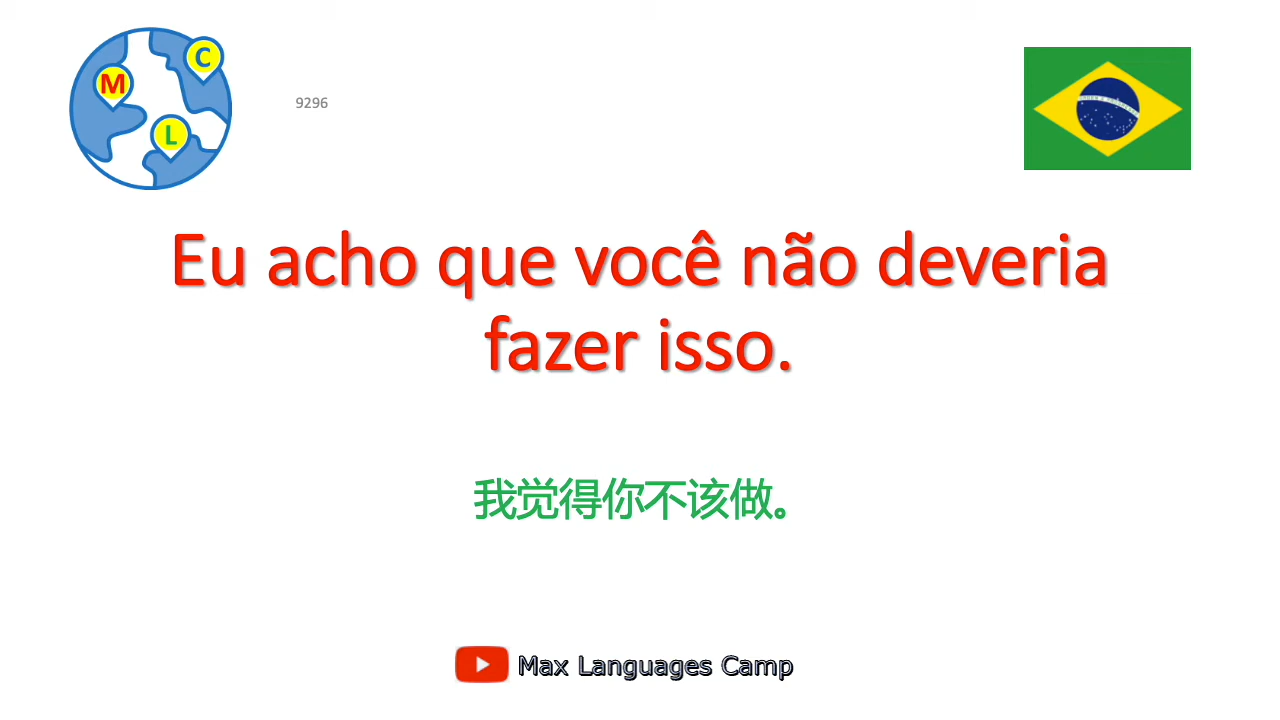 C
M
9296
L
Eu acho que você não deveria
fazer isso.
我觉得你不该做。
Max Languages Camp